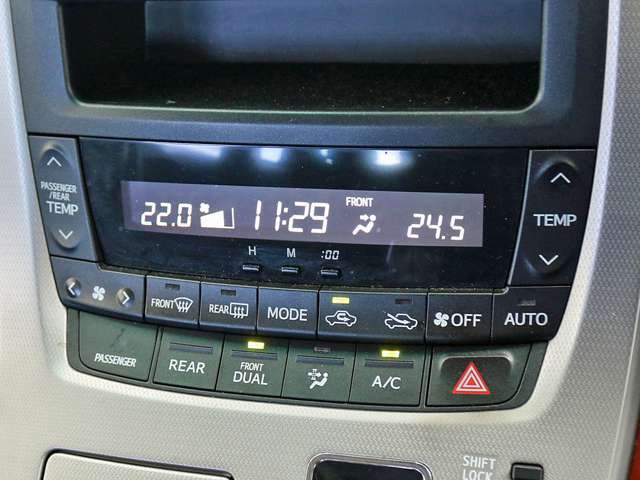 PASSENGER
/REAR
TEMP
FRONT
22.0 11:29 24.5
TEMP
H M :00
FRONT REAR MODE OFF AUTO
PASSENGER REAR FRONT
DUAL A/C
SHIFT
LOCK